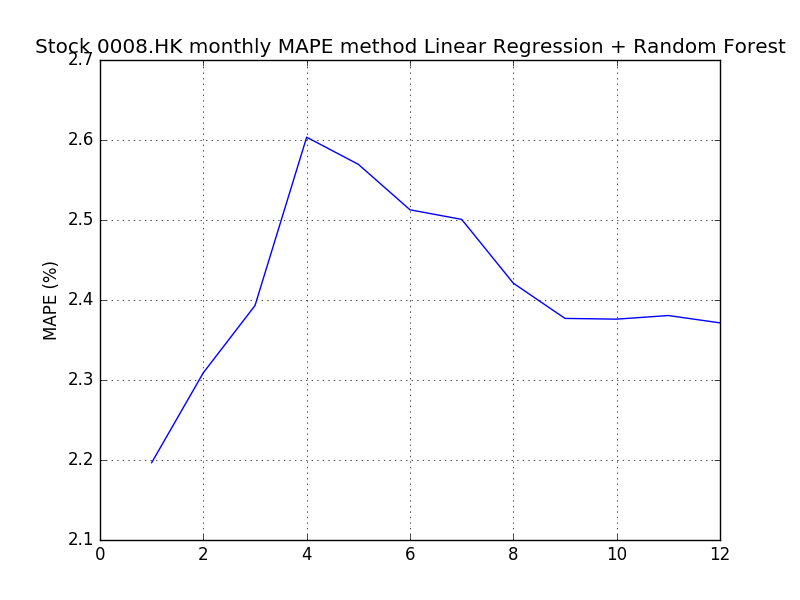 Stock 0008.HK monthly MAPE method Linear Regression + Random Forest
2.7
2.6
2.5
2.4
2.3
2.2
2.1
MAPE (%)
0 2 4 6 8 10 12